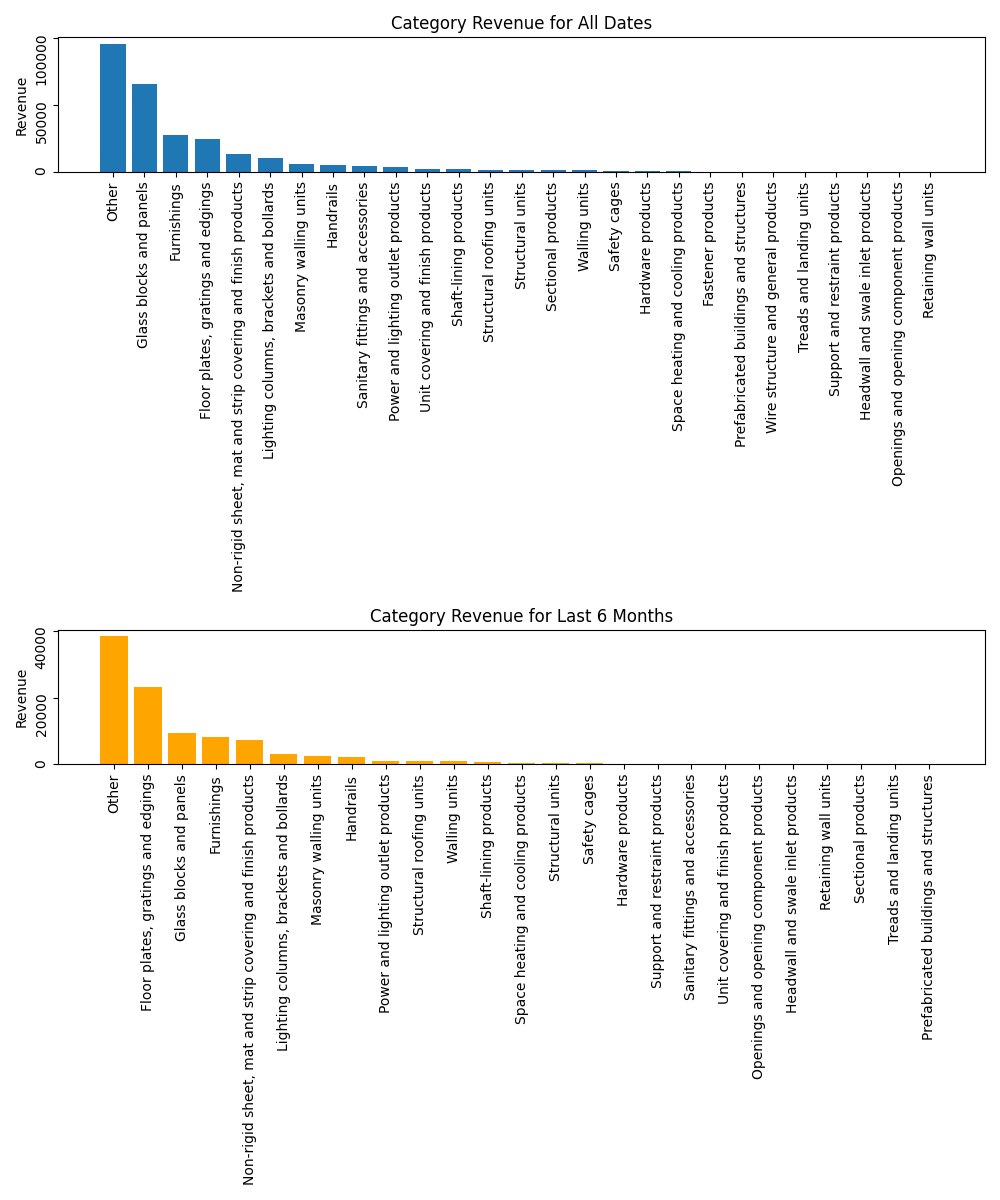 Category Revenue for All Dates
Revenue
100000
50000
0
Other
Glass blocks and panels
Furnishings
Floor plates, gratings and edgings
Non-rigid sheet, mat and strip covering and finish products
Lighting columns, brackets and bollards
Masonry walling units
Handrails
Sanitary fittings and accessories
Power and lighting outlet products
Unit covering and finish products
Shaft-lining products
Structural roofing units
Structural units
Sectional products
Walling units
Safety cages
Hardware products
Space heating and cooling products
Fastener products
Prefabricated buildings and structures
Wire structure and general products
Treads and landing units
Support and restraint products
Headwall and swale inlet products
Openings and opening component products
Retaining wall units
Category Revenue for Last 6 Months
Revenue
40000
20000
0
Other
Floor plates, gratings and edgings
Glass blocks and panels
Furnishings
Non-rigid sheet, mat and strip covering and finish products
Lighting columns, brackets and bollards
Masonry walling units
Handrails
Power and lighting outlet products
Structural roofing units
Walling units
Shaft-lining products
Space heating and cooling products
Structural units
Safety cages
Hardware products
Support and restraint products
Sanitary fittings and accessories
Unit covering and finish products
Openings and opening component products
Headwall and swale inlet products
Retaining wall units
Sectional products
Treads and landing units
Prefabricated buildings and structures